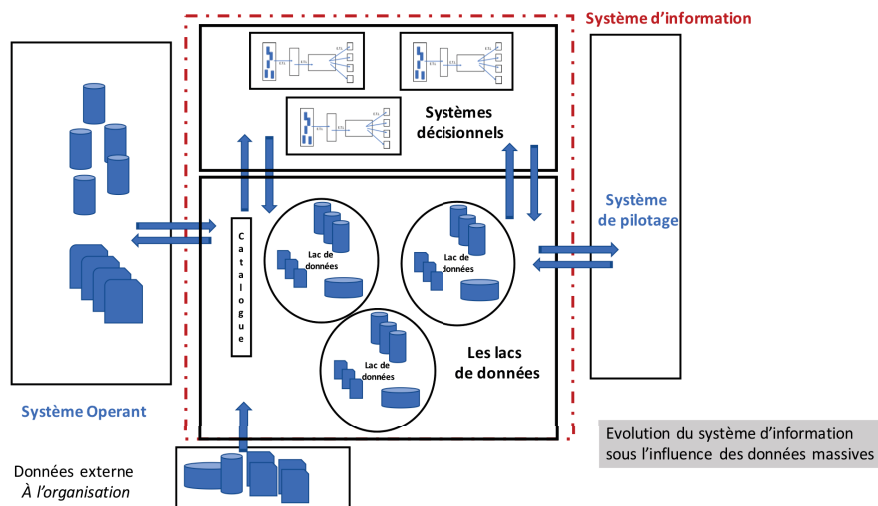 Système d’information
Systèmes
décisionnels
Système
de pilotage
Catalogue
Lac de
données
Lac de
données
Lac de
données
Les lacs
de données
Système Operant
Evolution du système d’information
sous l’influence des données massives
Données externe
À l’organisation